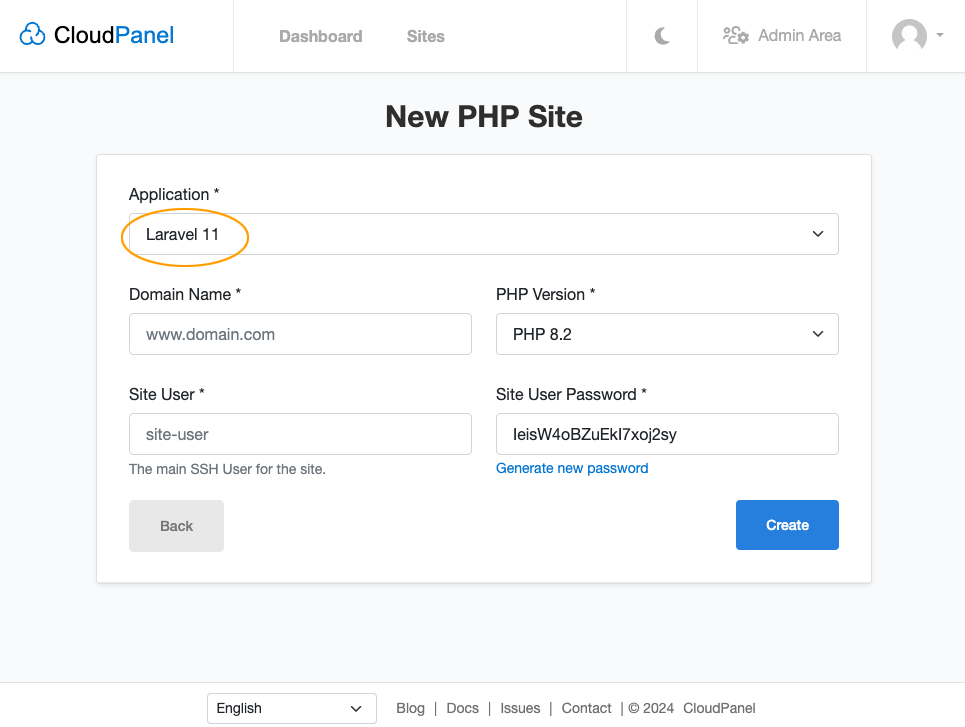 CloudPanel
Dashboard
Sites
Admin Area
New PHP Site
Application *
Laravel 11
Domain Name *
PHP Version *
www.domain.com
PHP 8.2
Site User *
Site User Password *
site-user
IeisW4oBZuEkI7xoj2sy
The main SSH User for the site.
Generate new password
Back
Create
English
Blog | Docs | Issues | Contact | © 2024 CloudPanel